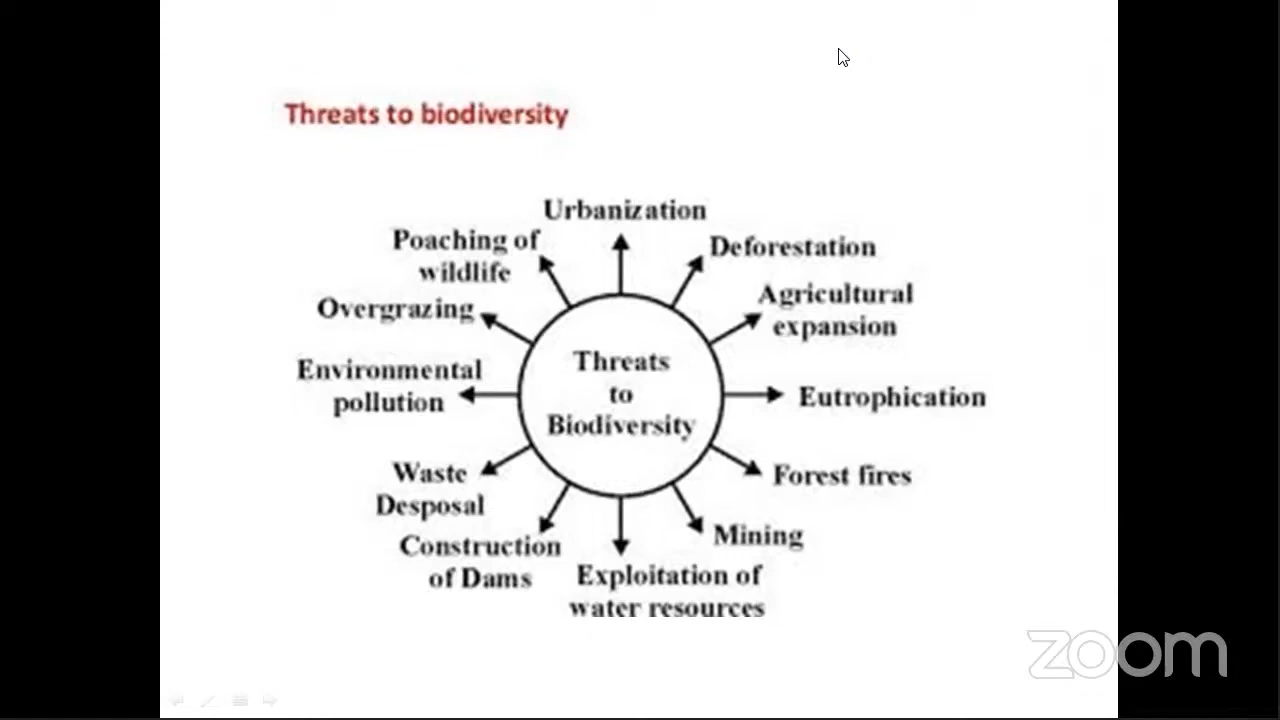 Threats to biodiversity
Urbanization
Poaching of
wildlife
Deforestation
Overgrazing
Agricultural
expansion
Environmental
pollution
Threats
to
Biodiversity
Eutrophication
Waste
Desposal
Forest fires
Construction
of Dams
Mining
Exploitation of
water resources
zoom